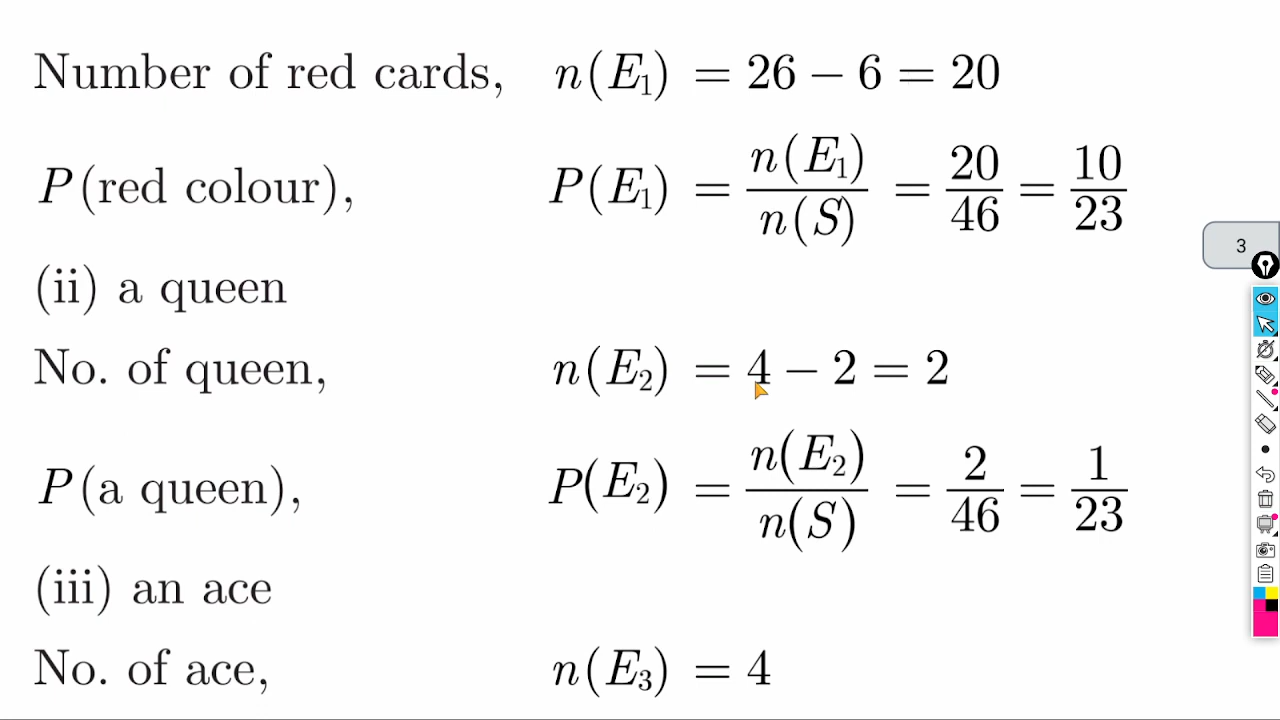 Number of red cards, n(E₁) = 26 − 6 = 20
P(red colour), P(E₁) = n(E₁)/n(S) = 20/46 = 10/23
3
(ii) a queen
No. of queen, n(E₂) = 4 − 2 = 2
P(a queen), P(E₂) = n(E₂)/n(S) = 2/46 = 1/23
(iii) an ace
No. of ace, n(E₃) = 4